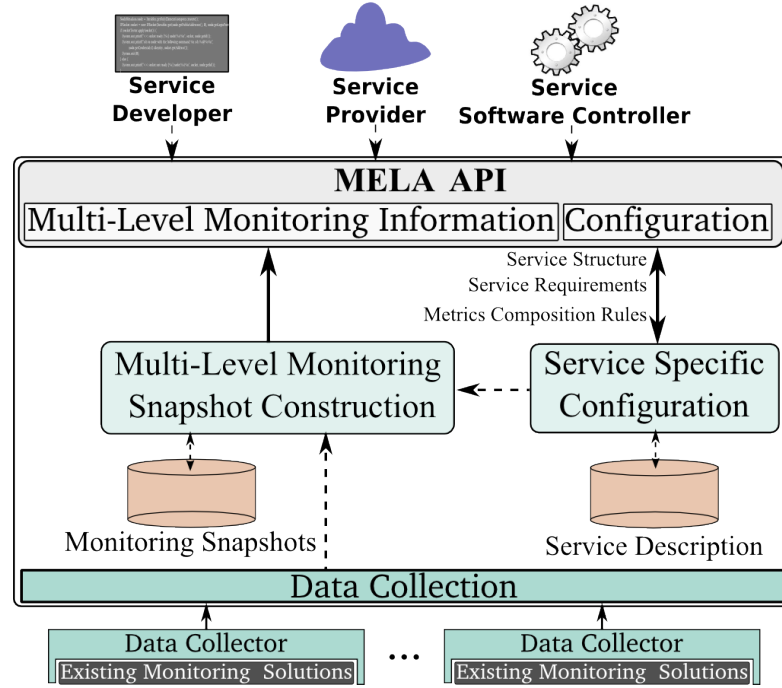 Service
Developer
Service
Provider
Service
Software Controller
MELA API
Multi-Level Monitoring Information
Configuration
Service Structure
Service Requirements
Metrics Composition Rules
Multi-Level Monitoring
Snapshot Construction
Service Specific
Configuration
Monitoring Snapshots
Service Description
Data Collection
Data Collector
Existing Monitoring Solutions
...
Data Collector
Existing Monitoring Solutions